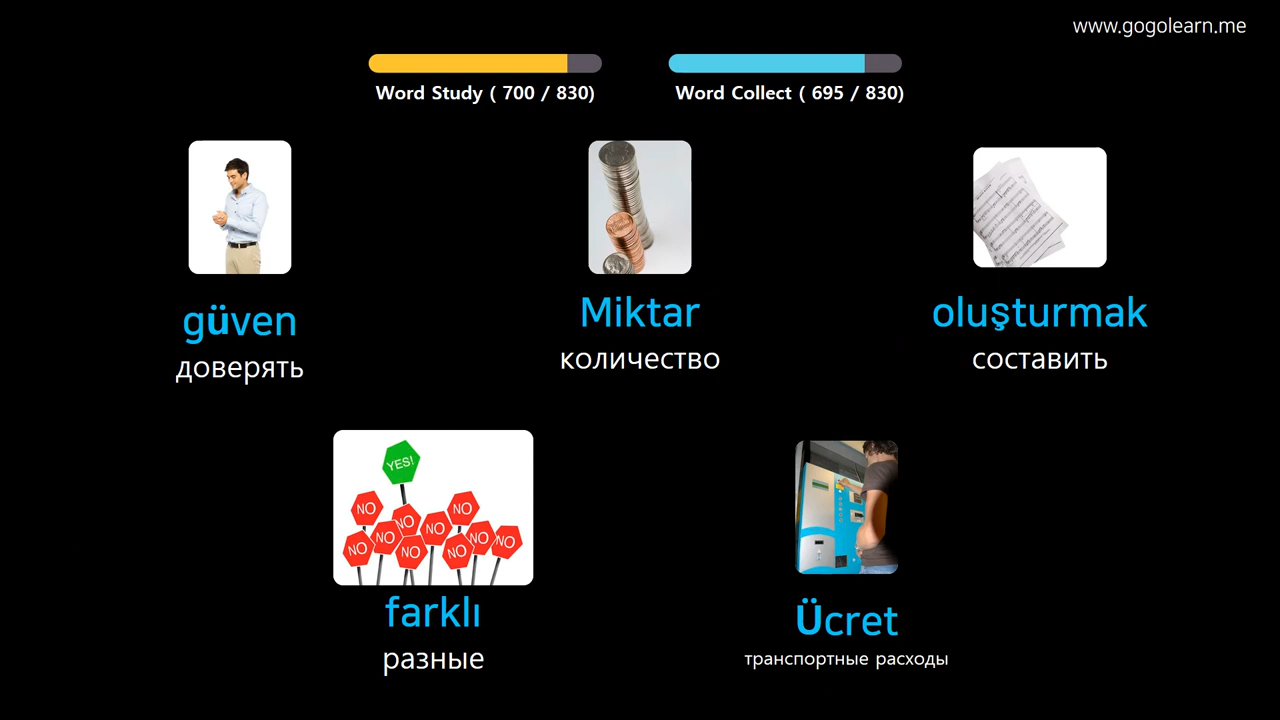 www.gogolearn.me
Word Study ( 700 / 830)
Word Collect ( 695 / 830)
güven
доверять
Miktar
количество
oluşturmak
составить
YES!
NO
NO
NO
NO
NO
NO
NO
NO
NO
farklı
разные
Ücret
транспортные расходы